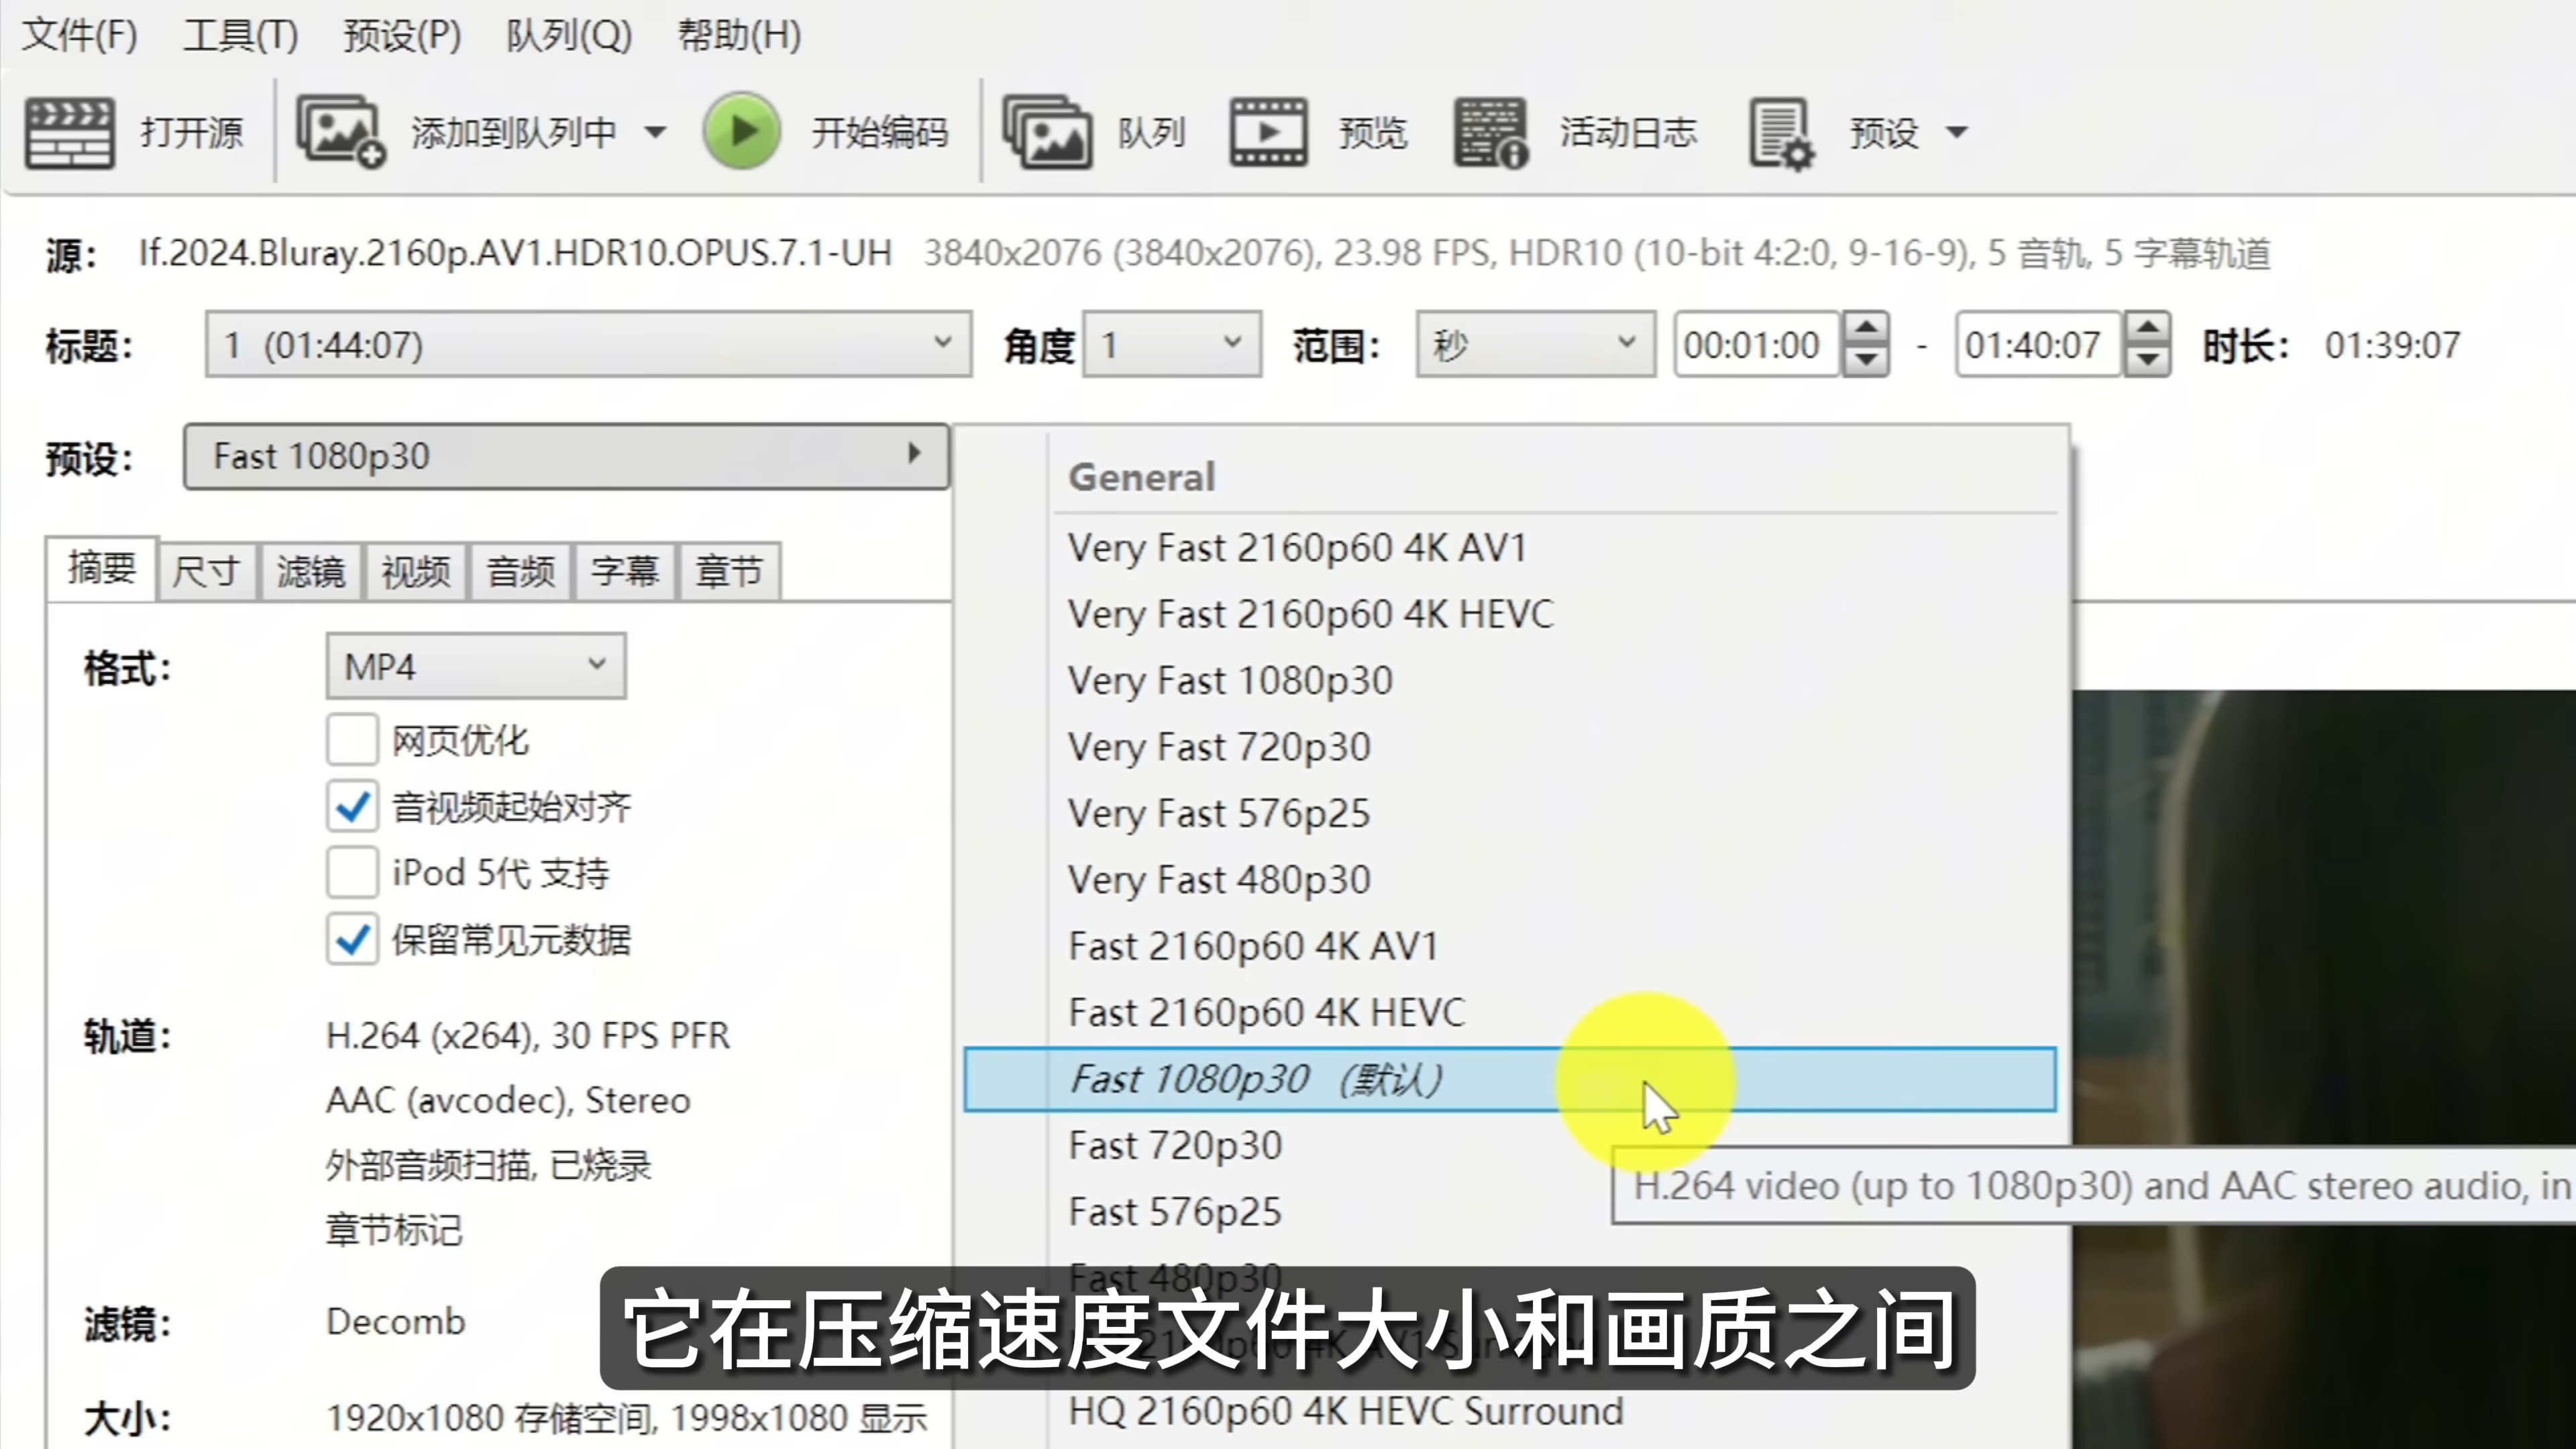 文件(F) 工具(T) 预设(P) 队列(Q) 帮助(H)
打开源 添加到队列中 开始编码 队列 预览 活动日志 预设
源： If.2024.Bluray.2160p.AV1.HDR10.OPUS.7.1-UH 3840x2076 (3840x2076), 23.98 FPS, HDR10 (10-bit 4:2:0, 9-16-9), 5 音轨, 5 字幕轨道
标题： 1 (01:44:07) 角度 1 范围： 秒 00:01:00 - 01:40:07 时长： 01:39:07
预设： Fast 1080p30
摘要 尺寸 滤镜 视频 音频 字幕 章节
格式： MP4
网页优化
音视频起始对齐
iPod 5代 支持
保留常见元数据
轨道： H.264 (x264), 30 FPS PFR
AAC (avcodec), Stereo
外部音频扫描, 已烧录
章节标记
滤镜： Decomb
大小： 1920x1080 存储空间, 1998x1080 显示
General
Very Fast 2160p60 4K AV1
Very Fast 2160p60 4K HEVC
Very Fast 1080p30
Very Fast 720p30
Very Fast 576p25
Very Fast 480p30
Fast 2160p60 4K AV1
Fast 2160p60 4K HEVC
Fast 1080p30 (默认)
Fast 720p30
Fast 576p25
Fast 480p30
HQ 2160p60 4K HEVC Surround
H.264 video (up to 1080p30) and AAC stereo audio, in
它在压缩速度文件大小和画质之间